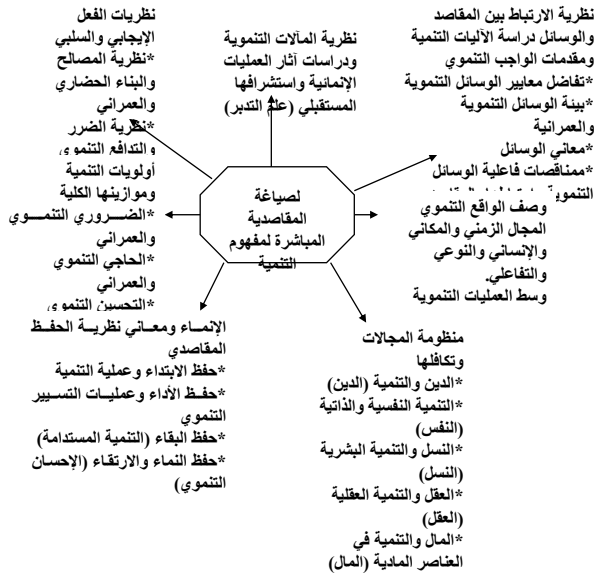 نظرية الارتباط بين المقاصد
والوسائل دراسة الآليات التنمية
ومقدمات الواجب التنموي
*تفاضل معايير الوسائل التنموية
*بيئة الوسائل التنموية
والعمرانية
*معاني الوسائل
*ممناقصات فاعلية الوسائل
نظرية المآلات التنموية
ودراسات آثار العمليات
الإنمائية واستشرافها
المستقبلي (علم التدبر)
نظريات الفعل
الإيجابي والسلبي
*نظرية المصالح
والبناء الحضاري
والعمراني
*نظرية الضرر
والتدافع التنموي
أولويات التنمية
وموازينها الكلية
*الضروري التنموي
والعمراني
*الحاجي التنموي
والعمراني
*التحسين التنموي
لصياغة
المقاصدية
المباشرة لمفهوم
التنمية
وصف الواقع التنموي
المجال الزمني والمكاني
والإنساني والنوعي
والتفاعلي.
وسط العمليات التنموية
منظومة المجالات
وتكافلها
*الدين والتنمية (الدين)
*التنمية النفسية والذاتية
(النفس)
*النسل والتنمية البشرية
(النسل)
*العقل والتنمية العقلية
(العقل)
*المال والتنمية في
العناصر المادية (المال)
الإنماء ومعاني نظرية الحفظ
المقاصدي
*حفظ الابتداء وعملية التنمية
*حفظ الأداء وعمليات التسيير
التنموي
*حفظ البقاء (التنمية المستدامة)
*حفظ النماء والارتقاء (الإحسان
التنموي)